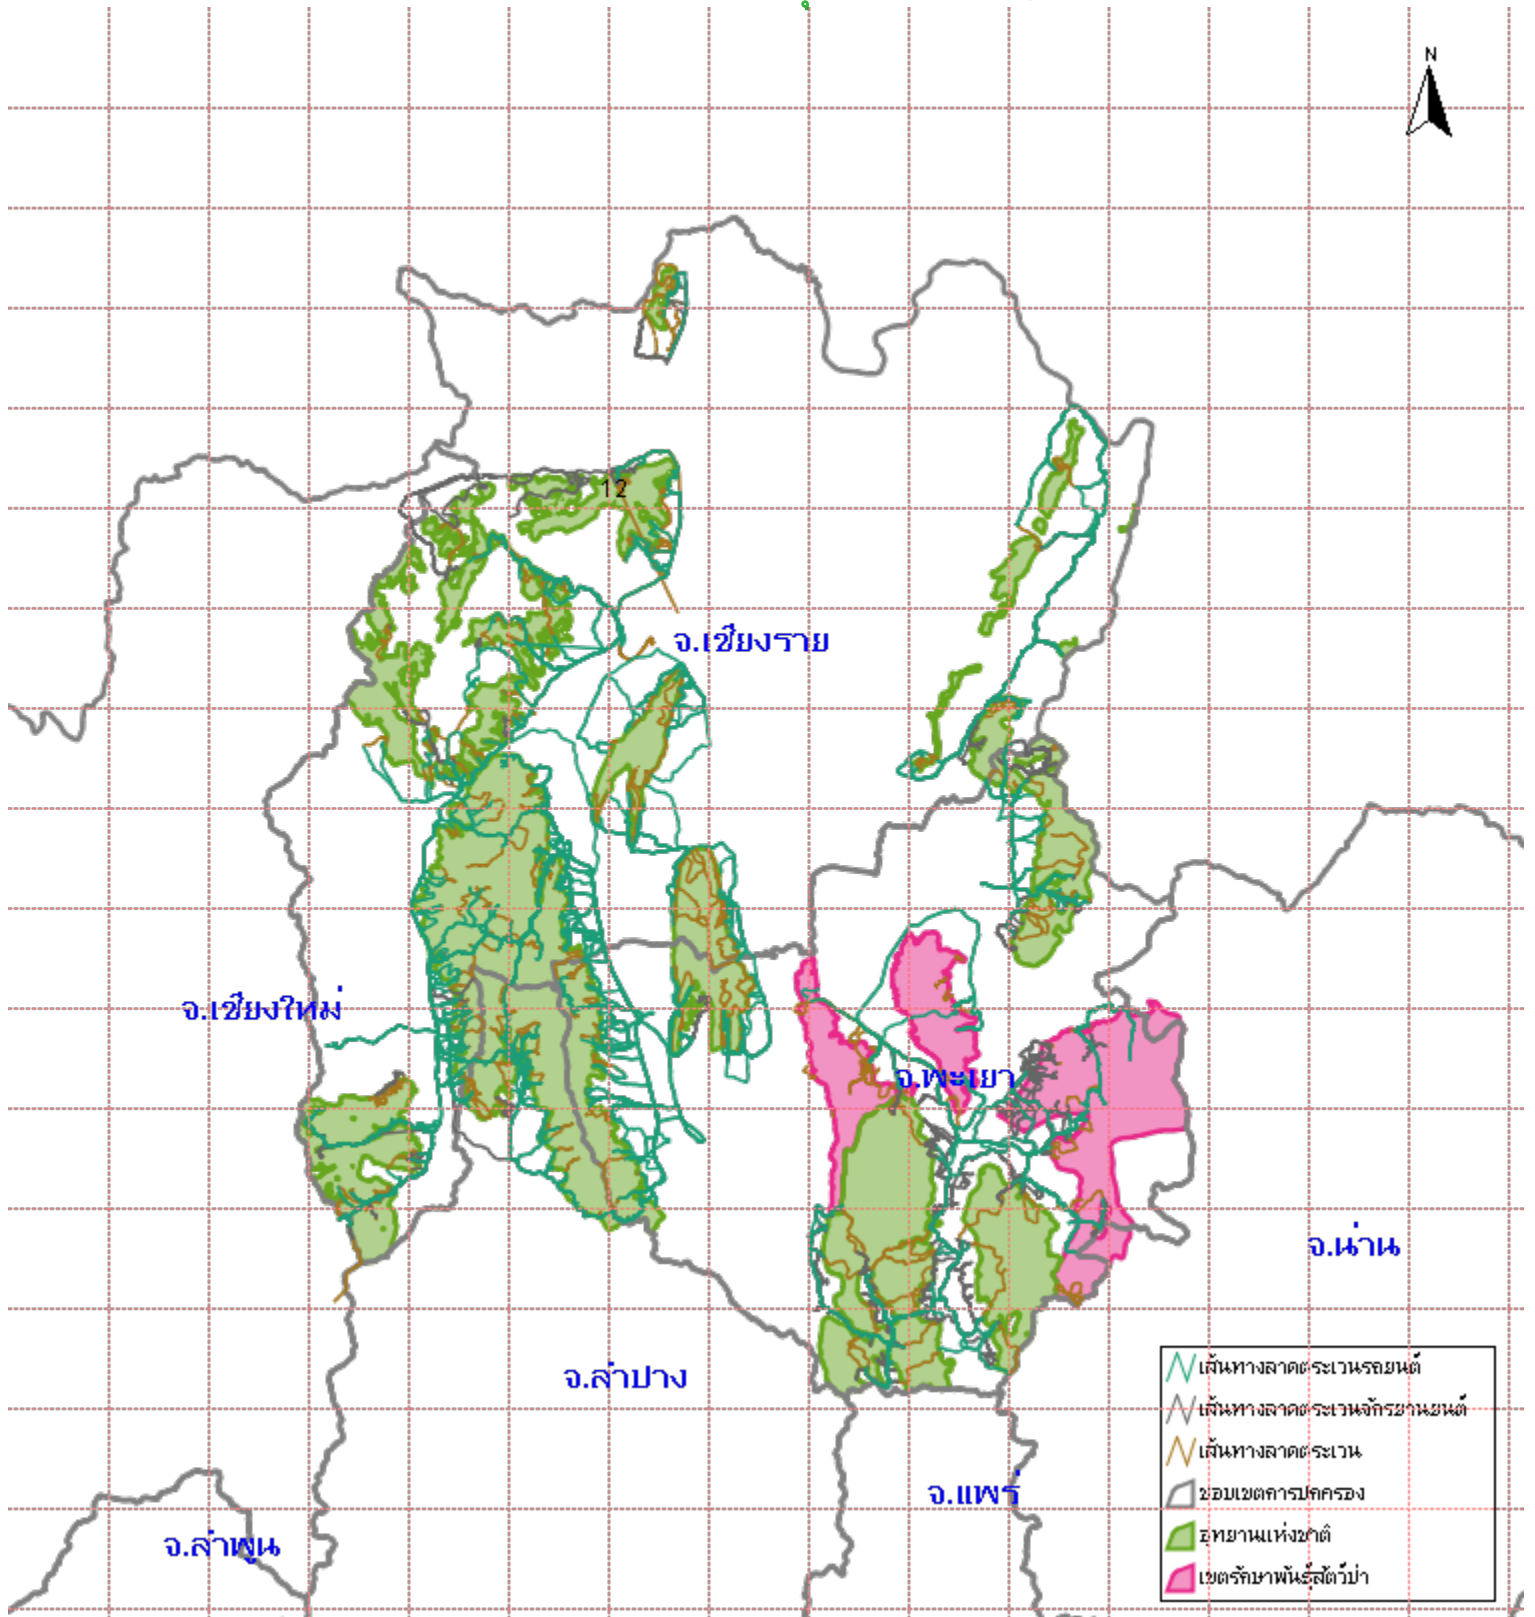 N
12
จ.เชียงราย
จ.เชียงใหม่
จ.พะเยา
จ.น่าน
จ.ลำปาง
จ.แพร่
จ.ลำพูน
เส้นทางลาดตระเวนรถยนต์
เส้นทางลาดตระเวนจักรยานยนต์
เส้นทางลาดตระเวน
ขอบเขตการปกครอง
อุทยานแห่งชาติ
เขตรักษาพันธุ์สัตว์ป่า